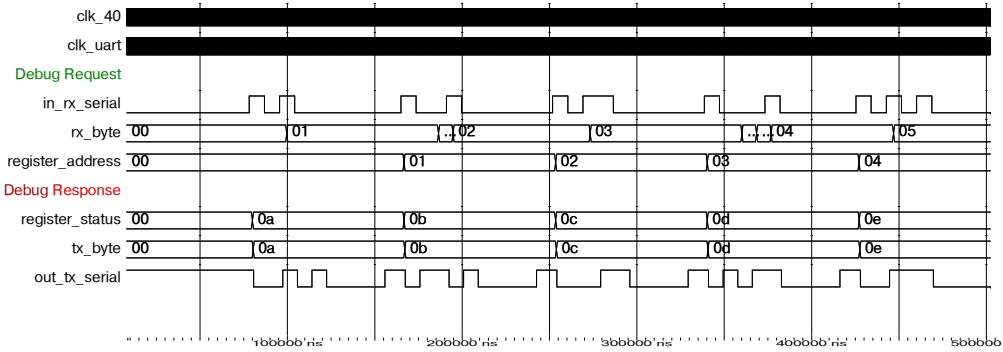 clk_40
clk_uart
Debug Request
in_rx_serial
rx_byte 00 01 ... 02 03 ... ... 04 05
register_address 00 01 02 03 04
Debug Response
register_status 00 0a 0b 0c 0d 0e
tx_byte 00 0a 0b 0c 0d 0e
out_tx_serial
100000 ns 200000 ns 300000 ns 400000 ns 500000